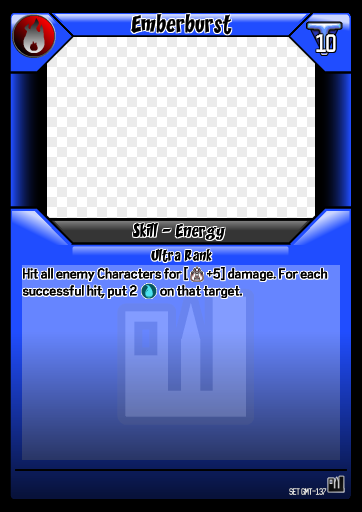 Emberburst
10
Skill - Energy
Ultra Rank
Hit all enemy Characters for [ +5] damage. For each
successful hit, put 2 on that target.
SET GMT-137